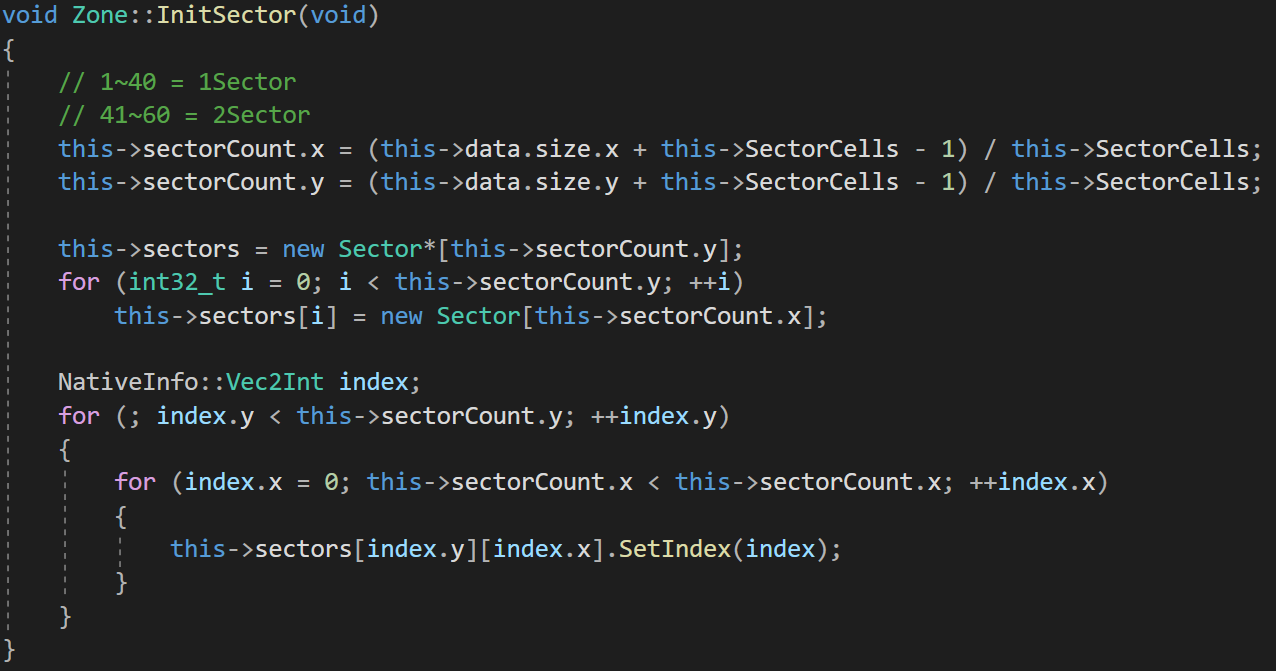 void Zone::InitSector(void)
{
    // 1~40 = 1Sector
    // 41~60 = 2Sector
    this->sectorCount.x = (this->data.size.x + this->SectorCells - 1) / this->SectorCells;
    this->sectorCount.y = (this->data.size.y + this->SectorCells - 1) / this->SectorCells;

    this->sectors = new Sector*[this->sectorCount.y];
    for (int32_t i = 0; i < this->sectorCount.y; ++i)
        this->sectors[i] = new Sector[this->sectorCount.x];

    NativeInfo::Vec2Int index;
    for (; index.y < this->sectorCount.y; ++index.y)
    {
        for (index.x = 0; this->sectorCount.x < this->sectorCount.x; ++index.x)
        {
            this->sectors[index.y][index.x].SetIndex(index);
        }
    }
}